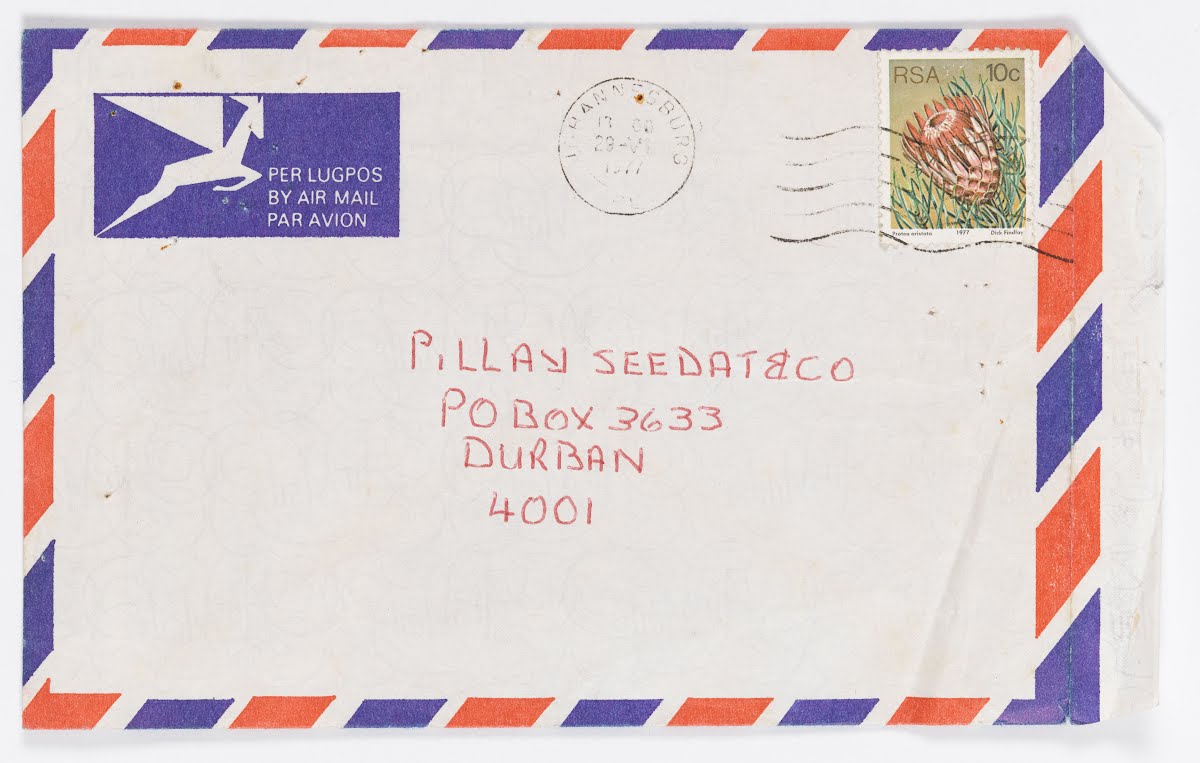 PER LUGPOS
BY AIR MAIL
PAR AVION
JOHANNESBURG
1977
RSA 10c
Protea aristata 1977 Dick Findlay
PILLAY SEEDAT & CO
PO BOX 3633
DURBAN
4001